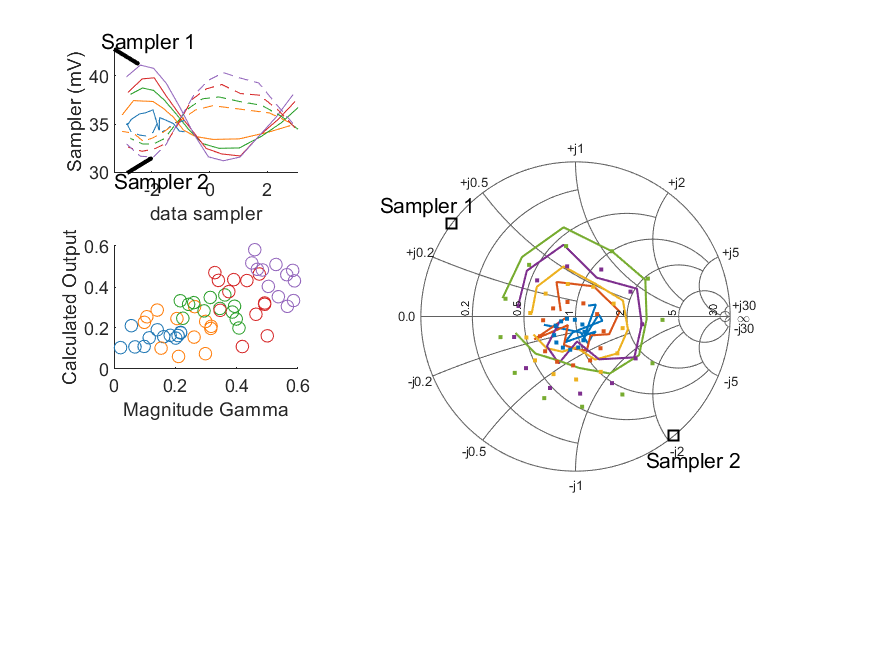 Sampler 1
Sampler (mV)
40
35
30
Sampler 2
-2
0
2
data sampler
Calculated Output
0.6
0.4
0.2
0
0
0.2
0.4
0.6
Magnitude Gamma
+j1
+j0.5
+j2
Sampler 1
+j0.2
+j5
0.0
0.2
0.5
1
2
5
30
+j30
∞
-j30
-j0.2
-j5
-j0.5
-j2
Sampler 2
-j1